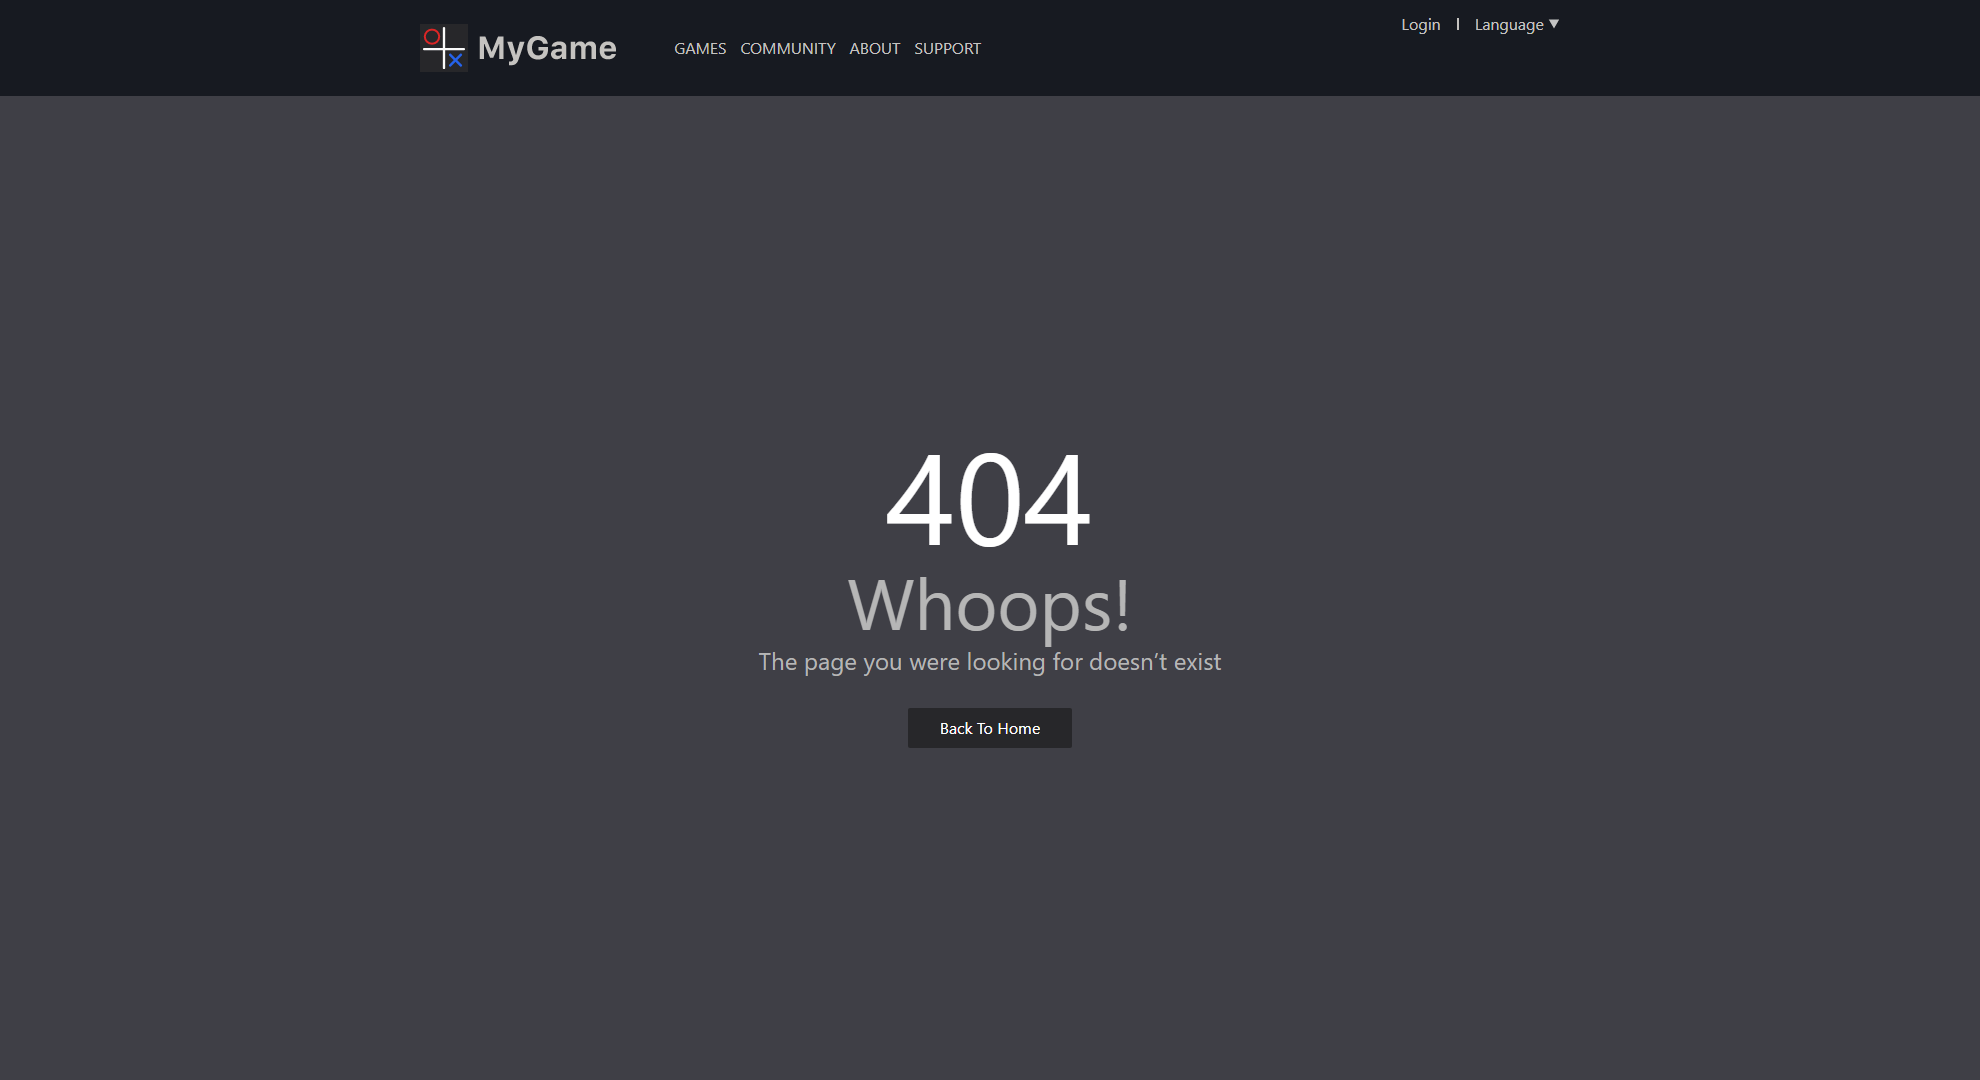 MyGame
GAMES COMMUNITY ABOUT SUPPORT
Login | Language ▼
404
Whoops!
The page you were looking for doesn’t exist
Back To Home